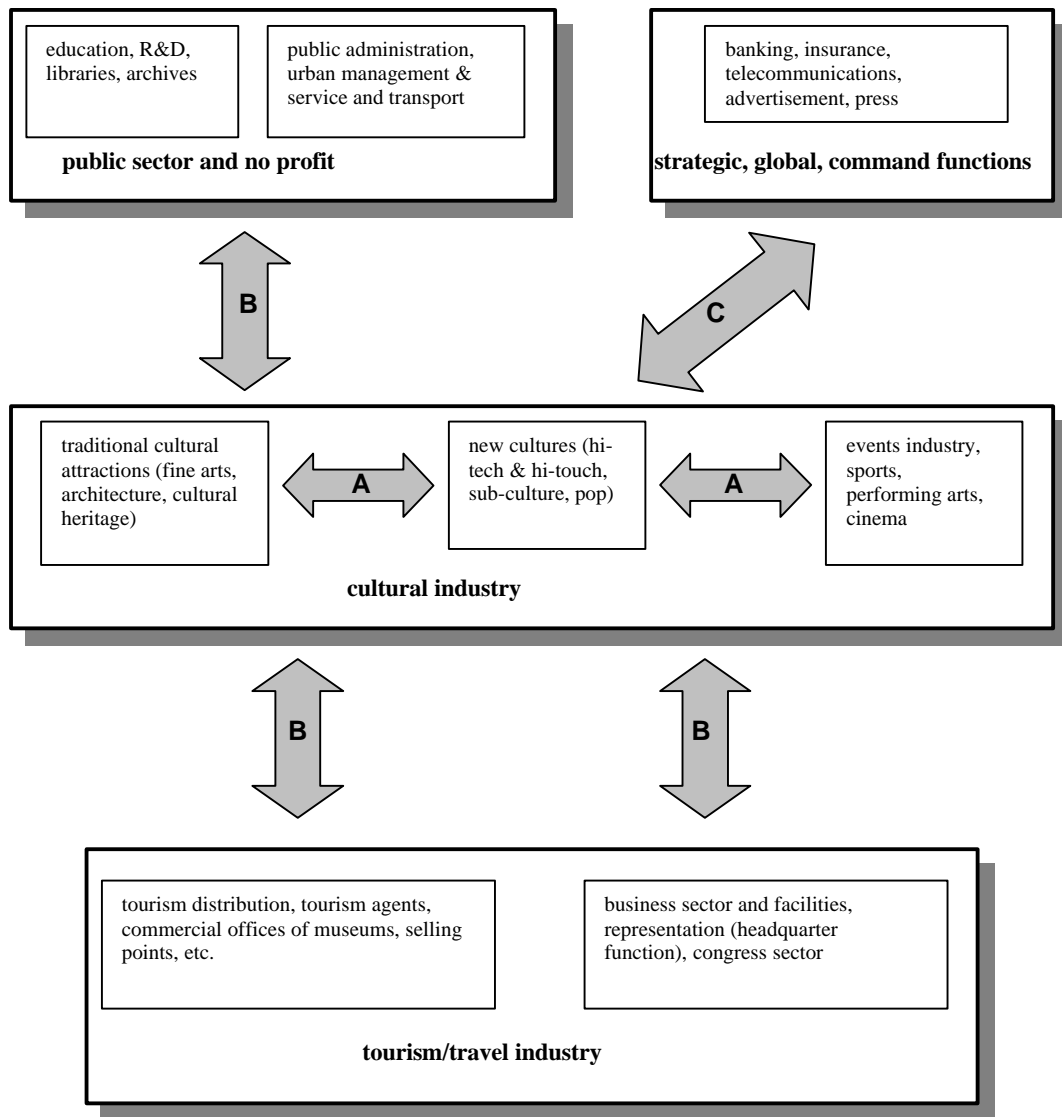 education, R&D,
libraries, archives
public administration,
urban management &
service and transport
public sector and no profit
banking, insurance,
telecommunications,
advertisement, press
strategic, global, command functions
B
C
traditional cultural
attractions (fine arts,
architecture, cultural
heritage)
A
new cultures (hi-
tech & hi-touch,
sub-culture, pop)
A
events industry,
sports,
performing arts,
cinema
cultural industry
B
B
tourism distribution, tourism agents,
commercial offices of museums, selling
points, etc.
business sector and facilities,
representation (headquarter
function), congress sector
tourism/travel industry